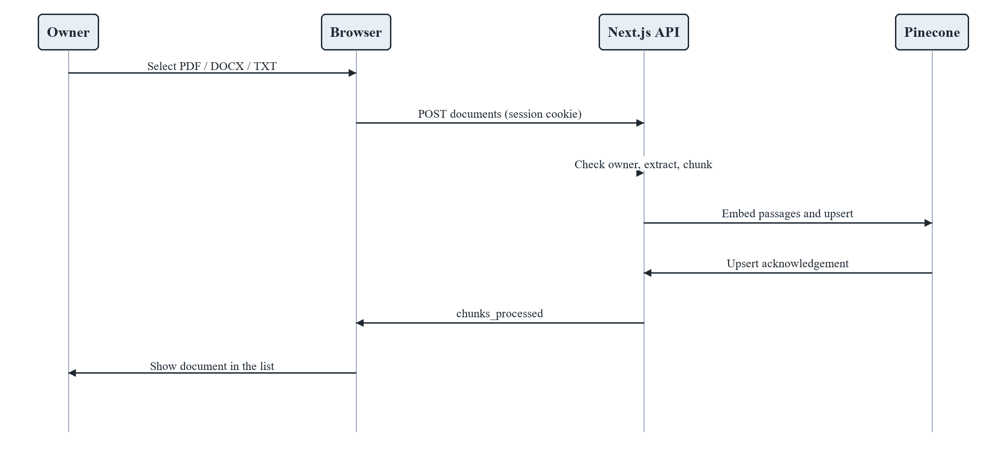 Owner
Browser
Next.js API
Pinecone
Select PDF / DOCX / TXT
POST documents (session cookie)
Check owner, extract, chunk
Embed passages and upsert
Upsert acknowledgement
chunks_processed
Show document in the list